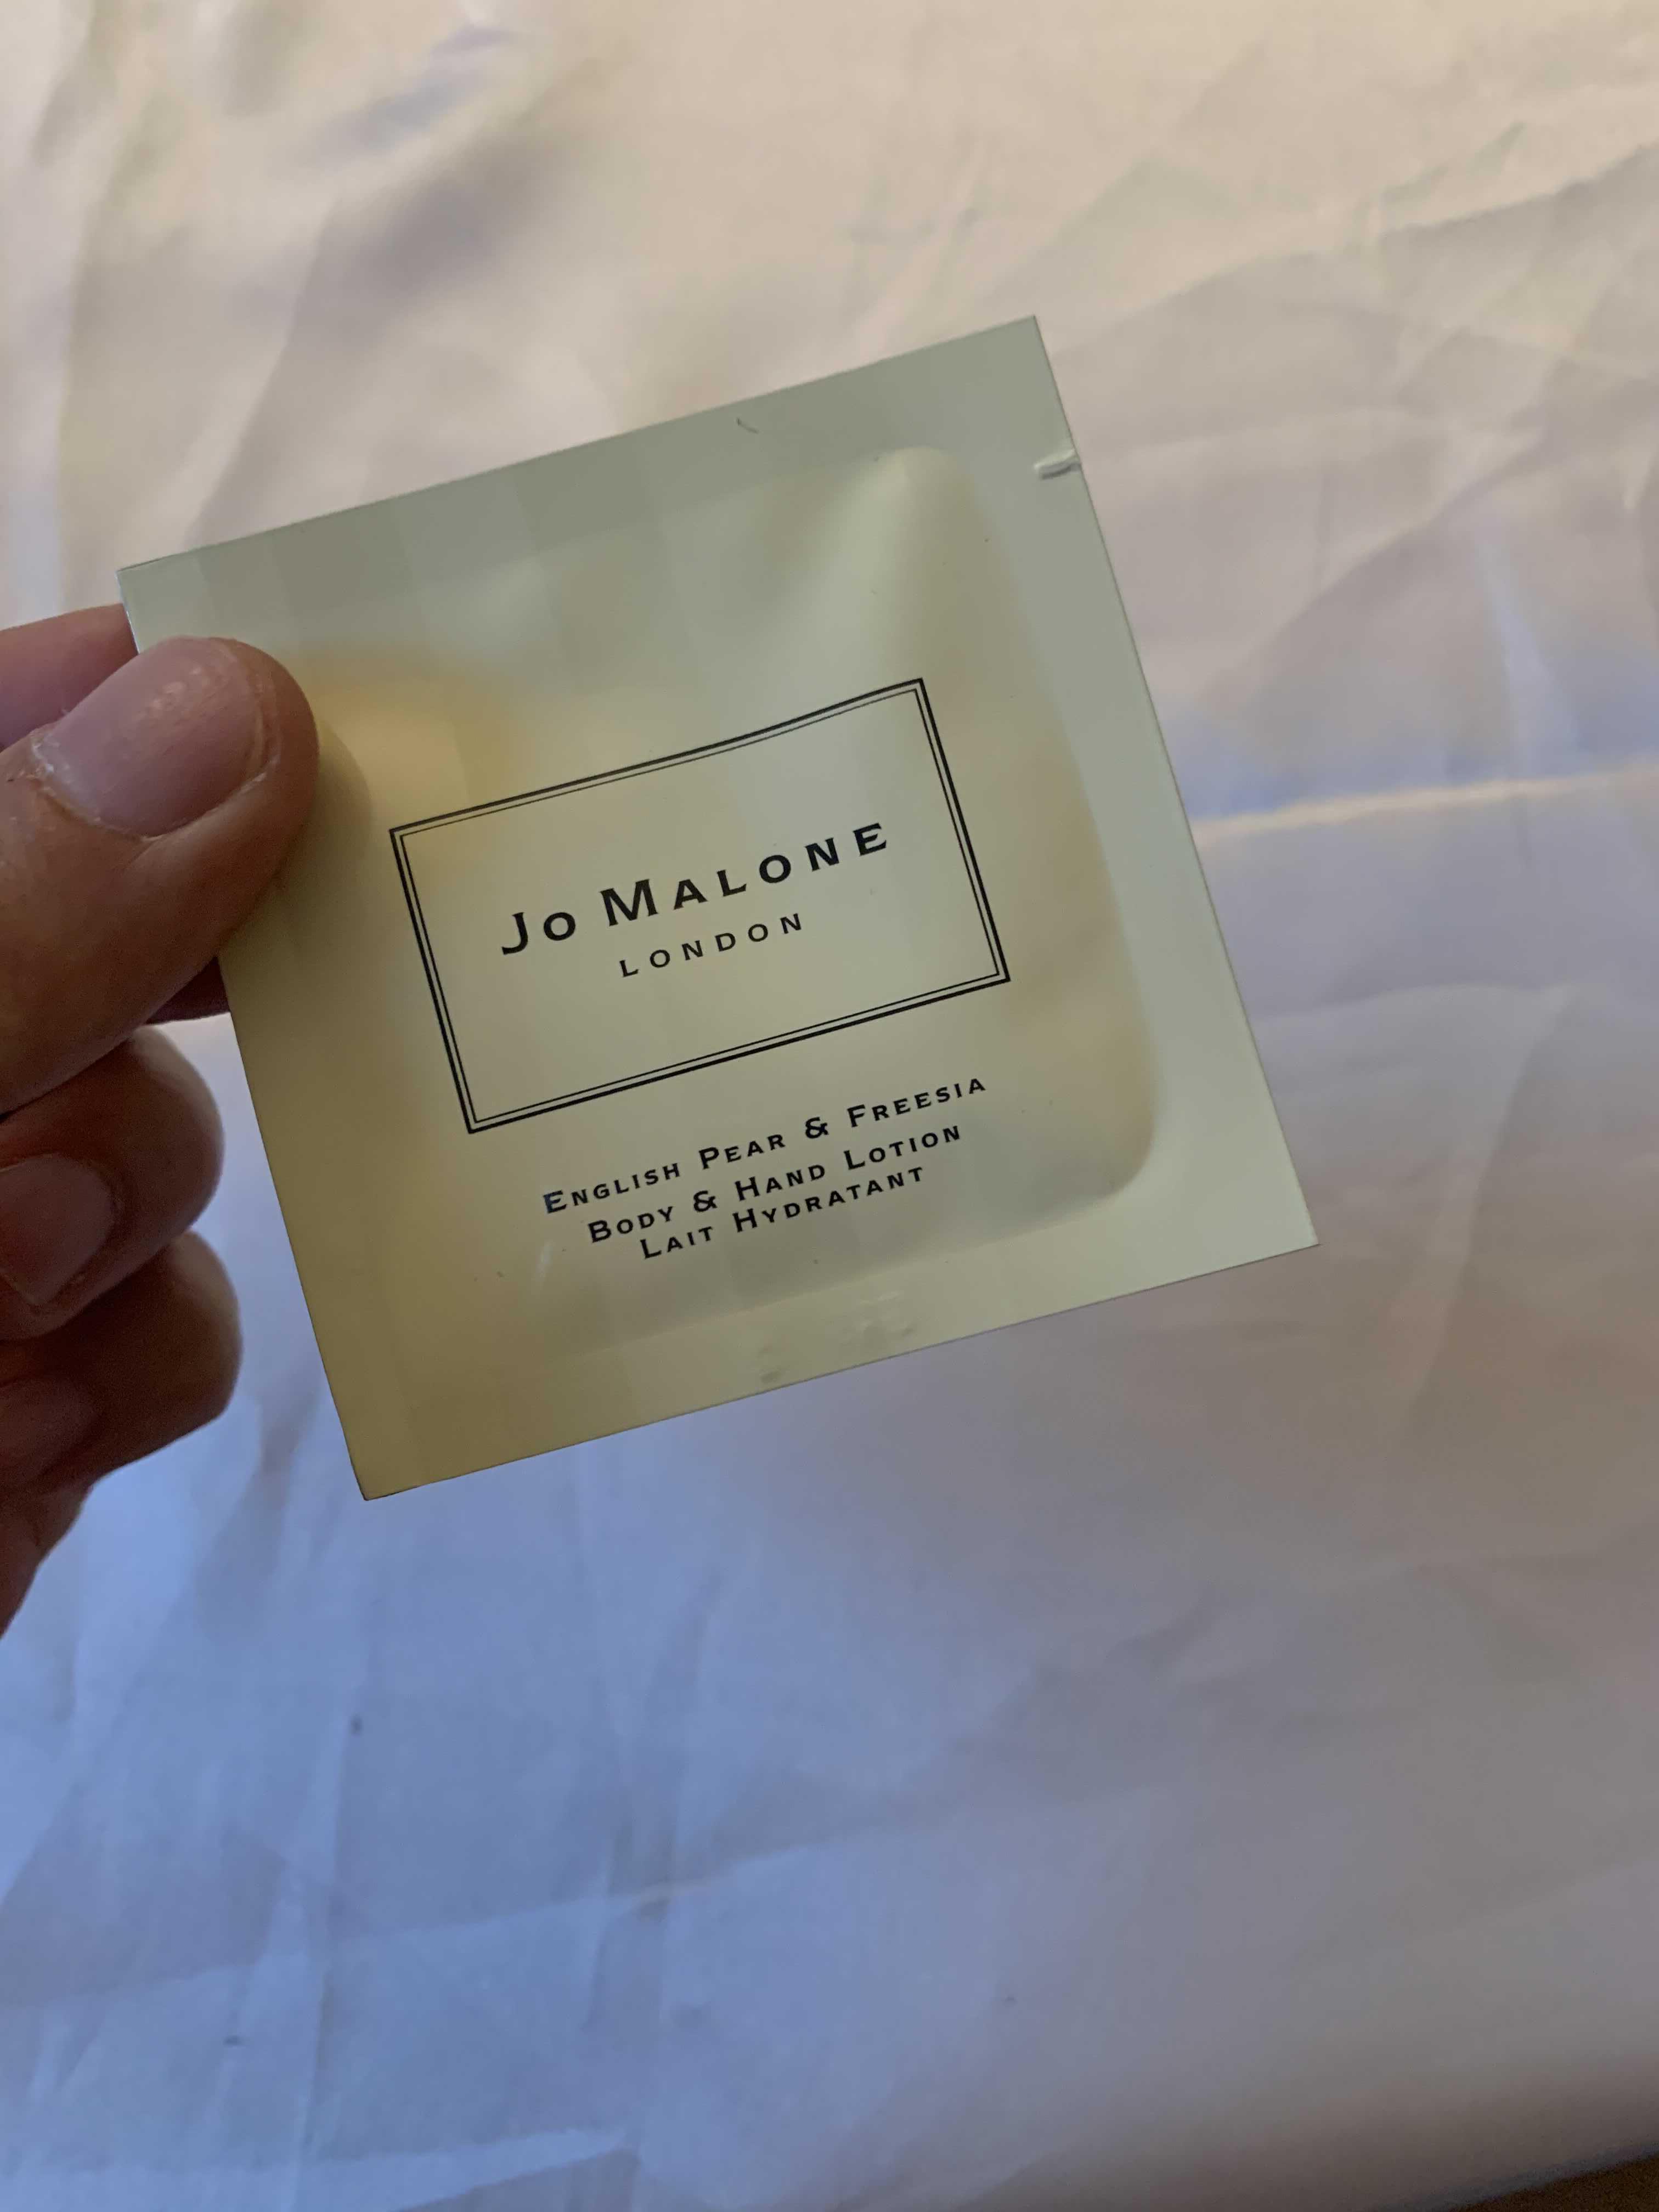 Jo Malone
LONDON
English Pear & Freesia
Body & Hand Lotion
Lait Hydratant